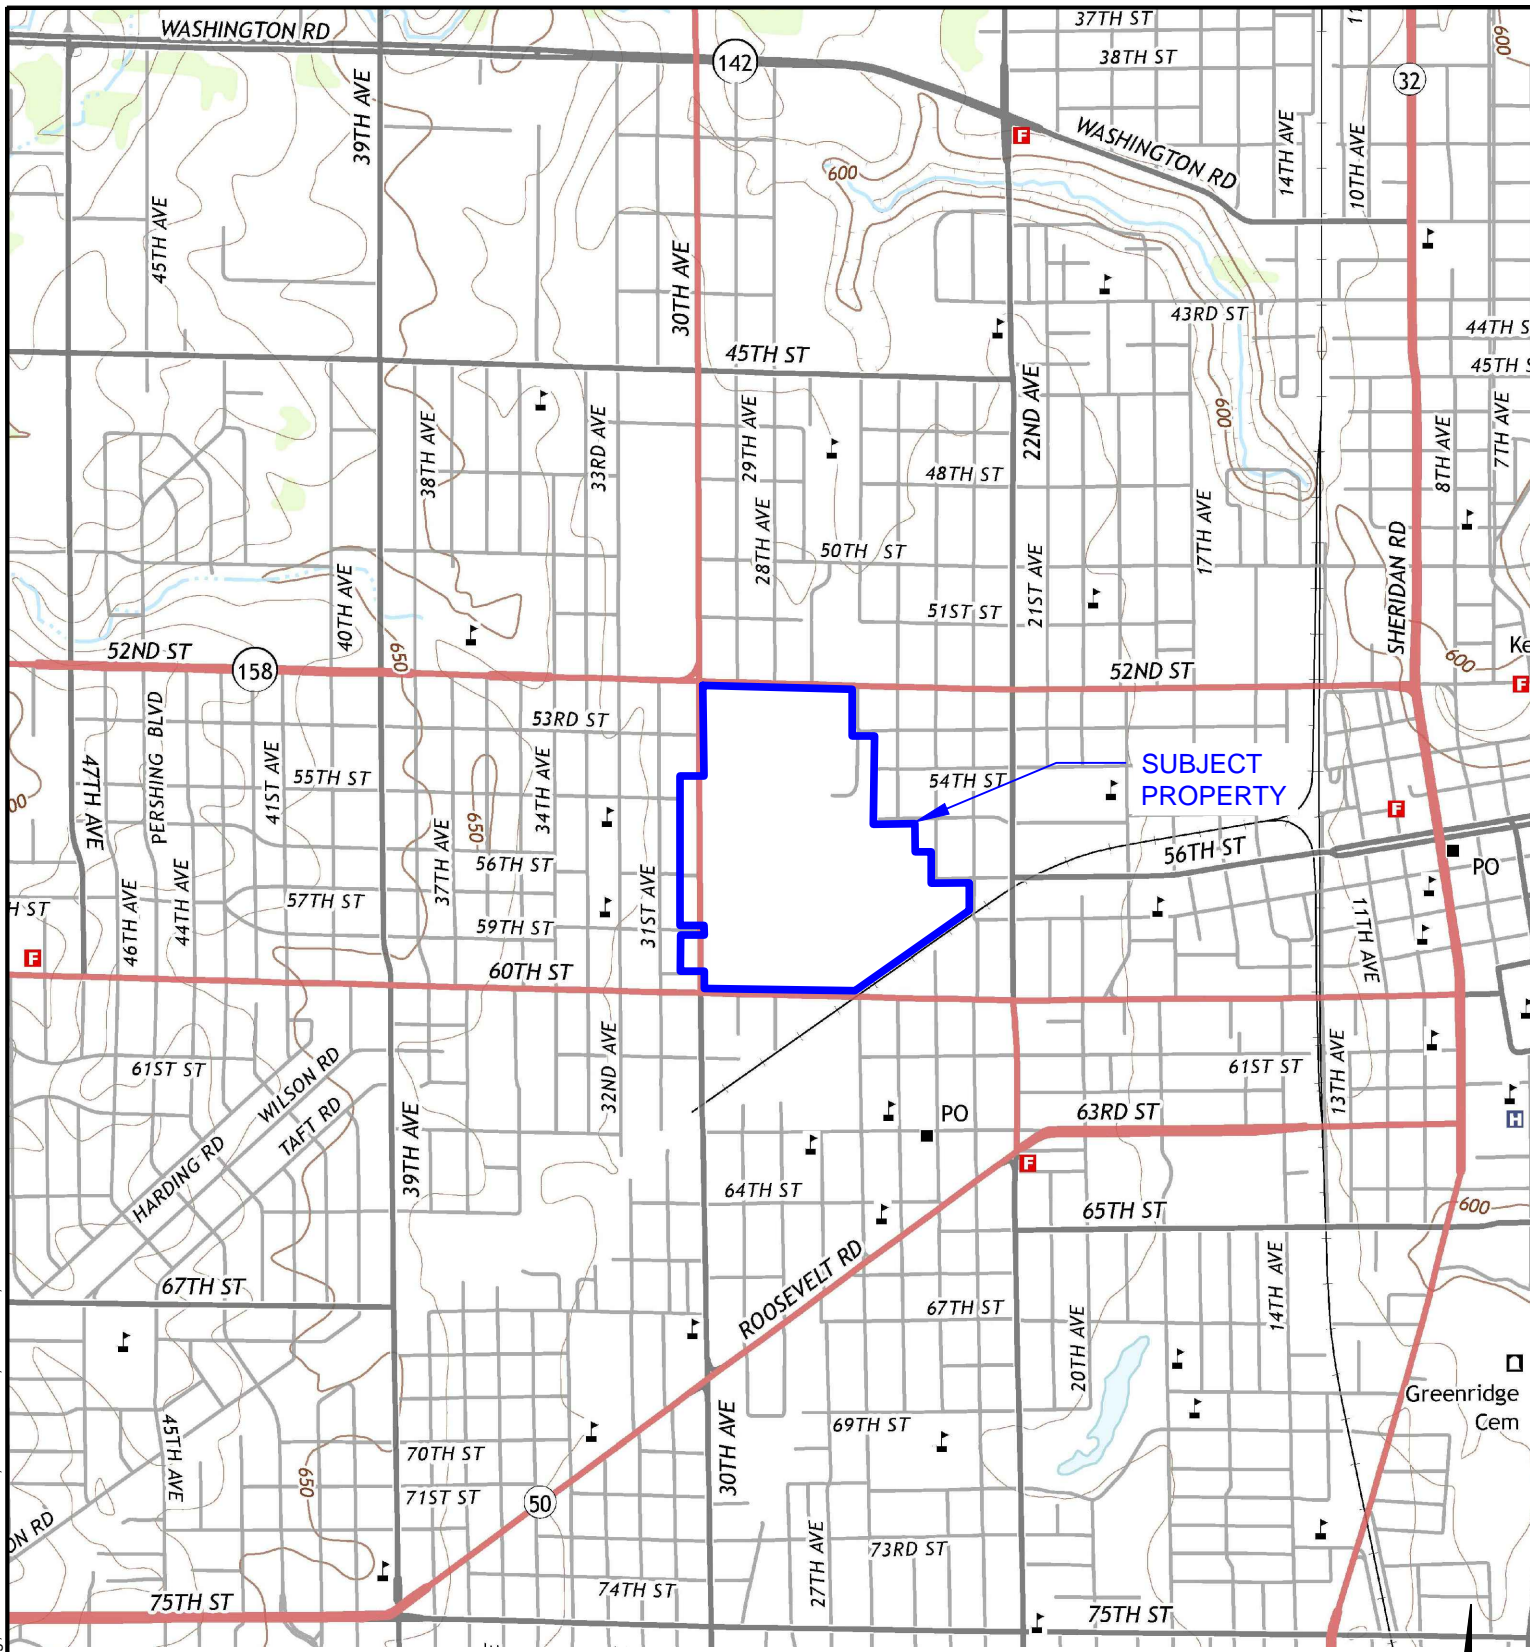 WASHINGTON RD
142
37TH ST
38TH ST
11
600
32
39TH AVE
WASHINGTON RD
14TH AVE
10TH AVE
F
600
45TH AVE
30TH AVE
43RD ST
44TH S
45TH ST
45TH S
22ND AVE
38TH AVE
33RD AVE
29TH AVE
600
8TH AVE
7TH AVE
48TH ST
28TH AVE
17TH AVE
50TH ST
SHERIDAN RD
40TH AVE
21ST AVE
51ST ST
52ND ST
158
650
52ND ST
600
Ke
F
PERSHING BLVD
53RD ST
47TH AVE
41ST AVE
55TH ST
34TH AVE
54TH ST
SUBJECT
PROPERTY
00
650
F
56TH ST
56TH ST
PO
37TH AVE
44TH AVE
46TH AVE
57TH ST
31ST AVE
H ST
59TH ST
11TH AVE
F
60TH ST
61ST ST
WILSON RD
32ND AVE
61ST ST
13TH AVE
TAFT RD
HARDING RD
39TH AVE
PO
63RD ST
H
F
64TH ST
65TH ST
600
67TH ST
ROOSEVELT RD
67TH ST
20TH AVE
14TH AVE
Greenridge
Cem
45TH AVE
69TH ST
30TH AVE
70TH ST
650
71ST ST
50
ON RD
27TH AVE
73RD ST
74TH ST
75TH ST
75TH ST